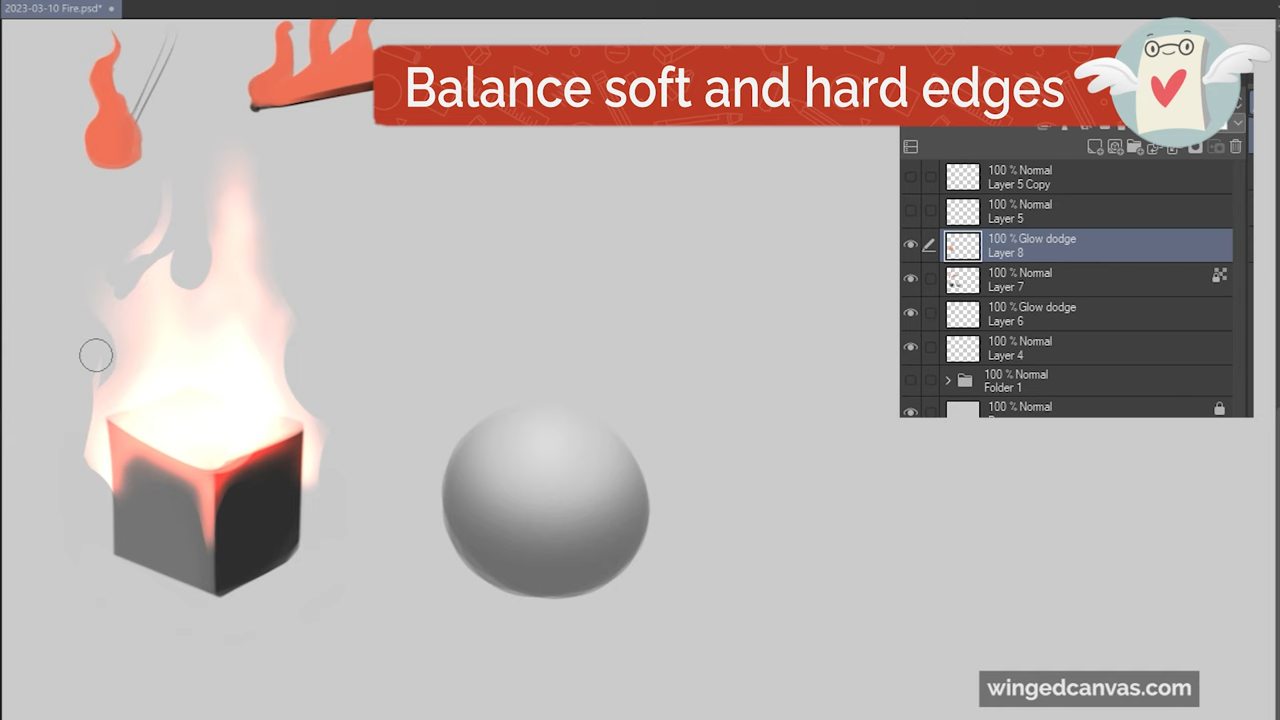 2023-03-10 Fire.psd*
Balance soft and hard edges
100 % Normal
Layer 5 Copy
100 % Normal
Layer 5
100 % Glow dodge
Layer 8
100 % Normal
Layer 7
100 % Glow dodge
Layer 6
100 % Normal
Layer 4
100 % Normal
Folder 1
100 % Normal
wingedcanvas.com